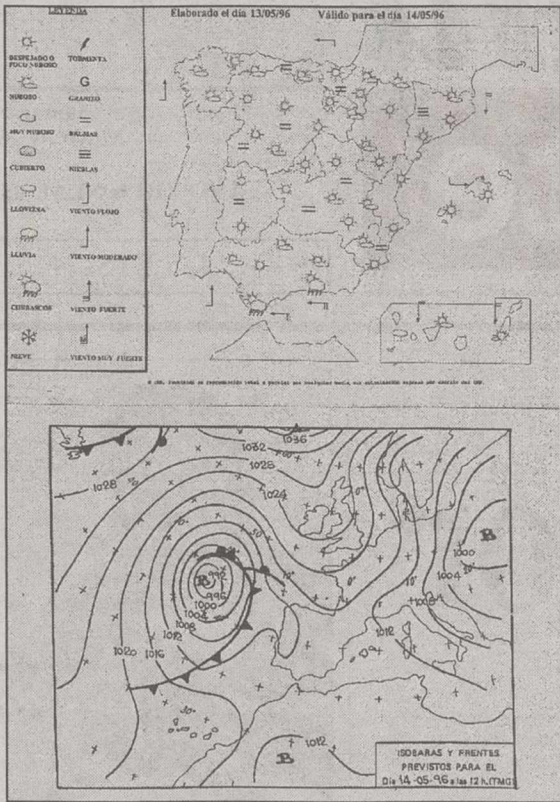 LEYENDA
Elaborado el día 13/05/96 Válido para el día 14/05/96
DESPEJADO O
POCO NUBOSO
TORMENTA
NUBOSO
G
GRANIZO
MUY NUBOSO
BRUMAS
CUBIERTO
NIEBLAS
LLOVIZNA
VIENTO FLOJO
LLUVIA
VIENTO MODERADO
CHUBASCOS
VIENTO FUERTE
NIEVE
VIENTO MUY FUERTE
1036
1032
1028
1028
1024
B
1000
1004
1008
B
992
996
1000
1004
1008
1012
1016
1020
1012
B
1012
ISOBARAS Y FRENTES
PREVISTOS PARA EL
Día 14-05-96 a las 12 h.(TMG)